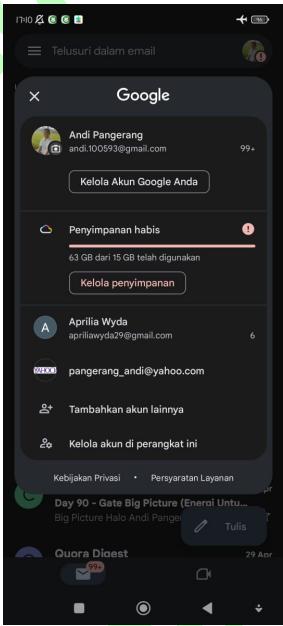 17:10
96
Telusuri dalam email
Google
Andi Pangerang
andi.100593@gmail.com
99+
Kelola Akun Google Anda
Penyimpanan habis
63 GB dari 15 GB telah digunakan
Kelola penyimpanan
A
Aprilia Wyda
apriliawyda29@gmail.com
6
YAHOO!
pangerang_andi@yahoo.com
Tambahkan akun lainnya
Kelola akun di perangkat ini
Kebijakan Privasi • Persyaratan Layanan
Day 90 - Gate Big Picture (Energi Untu...
Big Picture Halo Andi Pange
Tulis
Quora Digest
29 Apr
99+